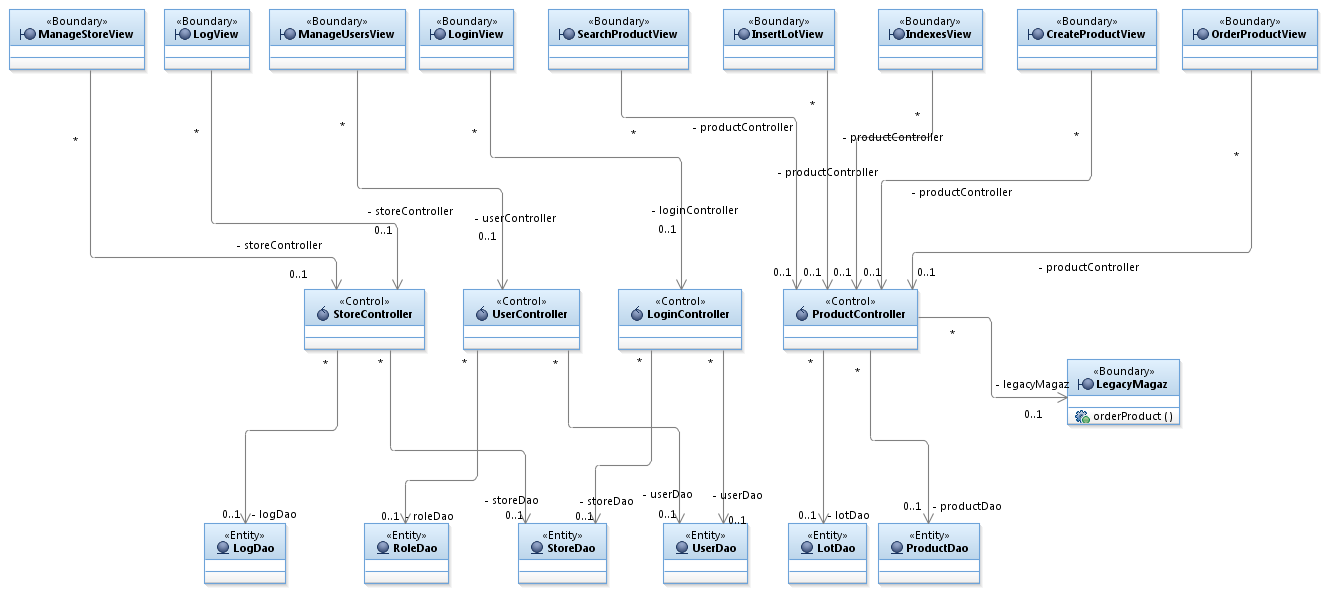 «Boundary»
ManageStoreView
«Boundary»
LogView
«Boundary»
ManageUsersView
«Boundary»
LoginView
«Boundary»
SearchProductView
«Boundary»
InsertLotView
«Boundary»
IndexesView
«Boundary»
CreateProductView
«Boundary»
OrderProductView
*
*
*
*
*
*
*
*
*
- productController
- productController
- productController
- productController
- productController
- storeController
- storeController
- userController
- loginController
0..1
0..1
0..1
0..1
0..1
0..1
0..1
0..1
0..1
«Control»
StoreController
«Control»
UserController
«Control»
LoginController
«Control»
ProductController
*
*
*
*
*
*
*
*
*
- legacyMagaz
0..1
«Boundary»
LegacyMagaz
orderProduct ( )
0..1 - logDao
0..1 - roleDao
- storeDao
0..1
- storeDao
0..1
- userDao
0..1
- userDao
0..1
0..1 - lotDao
0..1 - productDao
«Entity»
LogDao
«Entity»
RoleDao
«Entity»
StoreDao
«Entity»
UserDao
«Entity»
LotDao
«Entity»
ProductDao